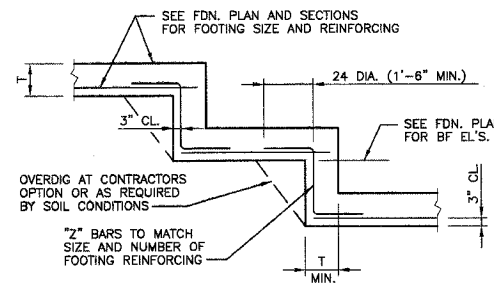 SEE FDN. PLAN AND SECTIONS
FOR FOOTING SIZE AND REINFORCING
T
24 DIA. (1'-6" MIN.)
3" CL.
SEE FDN. PLA
FOR BF EL'S.
OVERDIG AT CONTRACTORS
OPTION OR AS REQUIRED
BY SOIL CONDITIONS
3" CL
"Z" BARS TO MATCH
SIZE AND NUMBER OF
FOOTING REINFORCING
T
MIN.